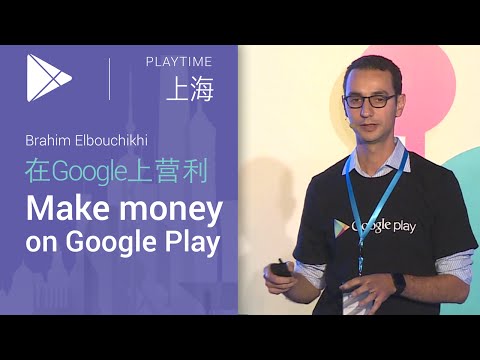 PLAYTIME
上海
Brahim Elbouchikhi
在Google上营利
Make money
on Google Play
Google play